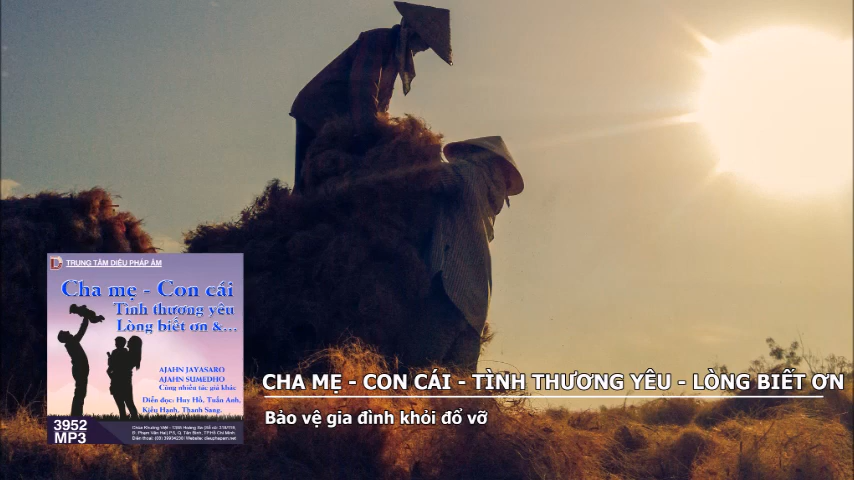 TRUNG TÂM DIỆU PHÁP ÂM
Cha mẹ - Con cái
Tình thương yêu
Lòng biết ơn &...
AJAHN JAYASARO
AJAHN SUMEDHO
Cùng nhiều tác giả khác
Diễn đọc: Huy Hồ, Tuấn Anh,
Kiều Hạnh, Thanh Sang.
3952
MP3
CHA MẸ - CON CÁI - TÌNH THƯƠNG YÊU - LÒNG BIẾT ƠN
Bảo vệ gia đình khỏi đổ vỡ